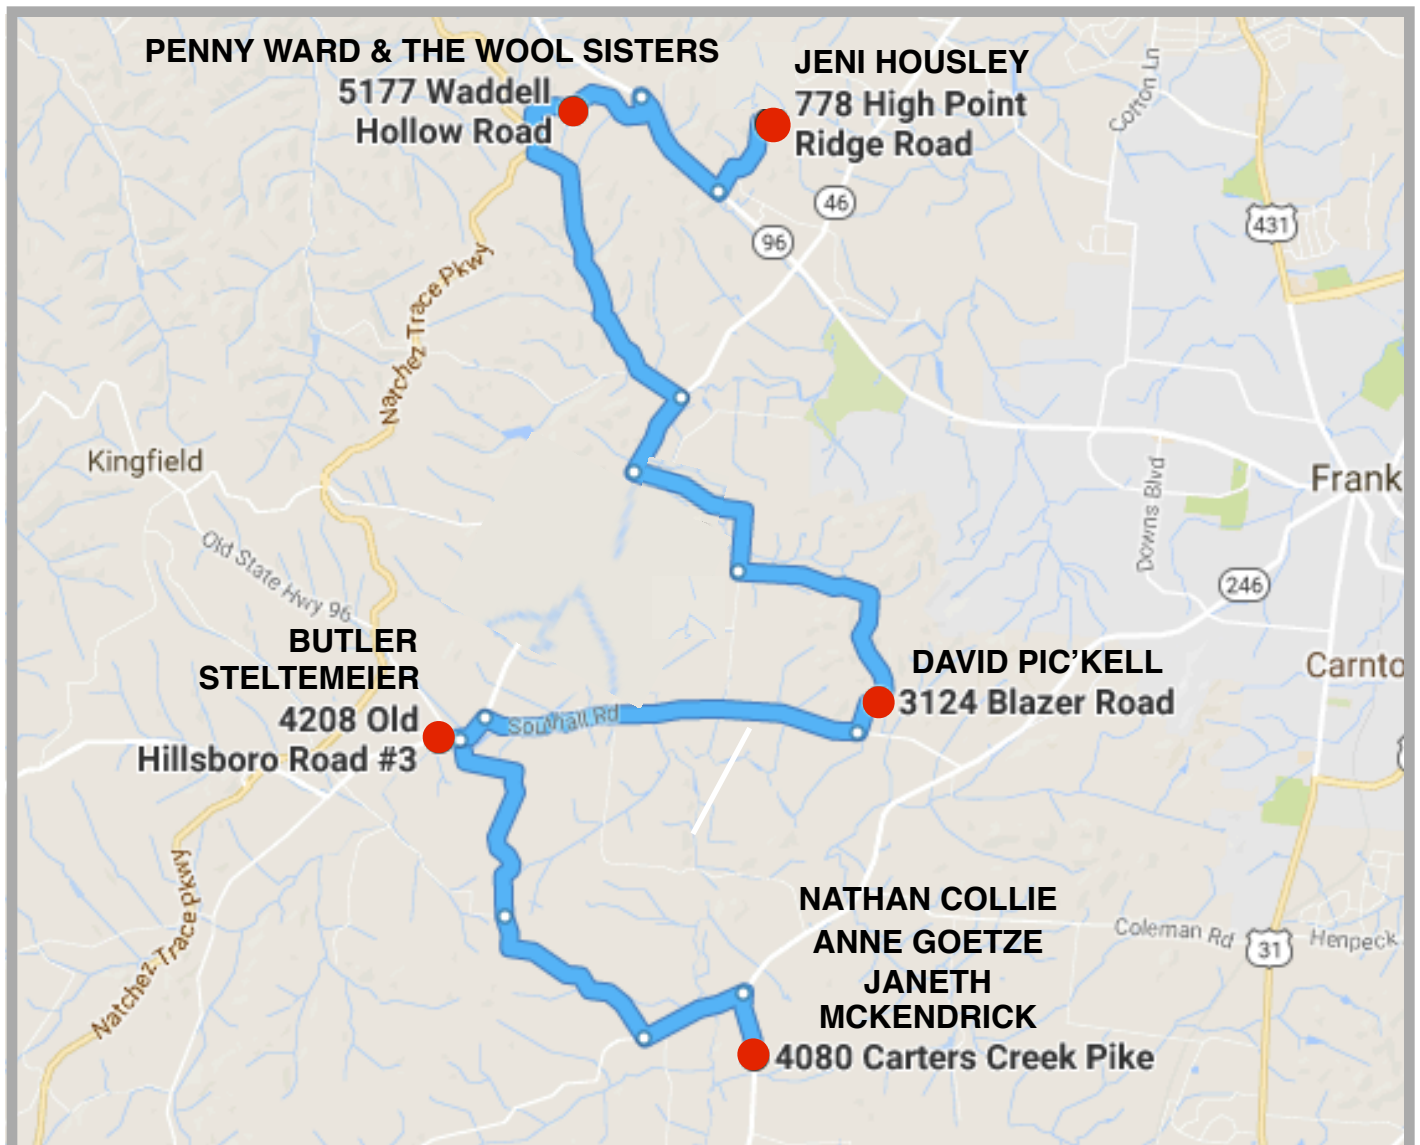 PENNY WARD & THE WOOL SISTERS
5177 Waddell
Hollow Road
JENI HOUSLEY
778 High Point
Ridge Road
Cotton Ln
46
96
431
Natchez Trace Pkwy
Kingfield
Old State Hwy 96
Downs Blvd
Frank
246
BUTLER
STELTEMEIER
4208 Old
Hillsboro Road #3
Southall Rd
DAVID PIC'KELL
3124 Blazer Road
Carnto
Natchez Trace Pkwy
NATHAN COLLIE
ANNE GOETZE
JANETH
MCKENDRICK
4080 Carters Creek Pike
Coleman Rd
31
Henpeck